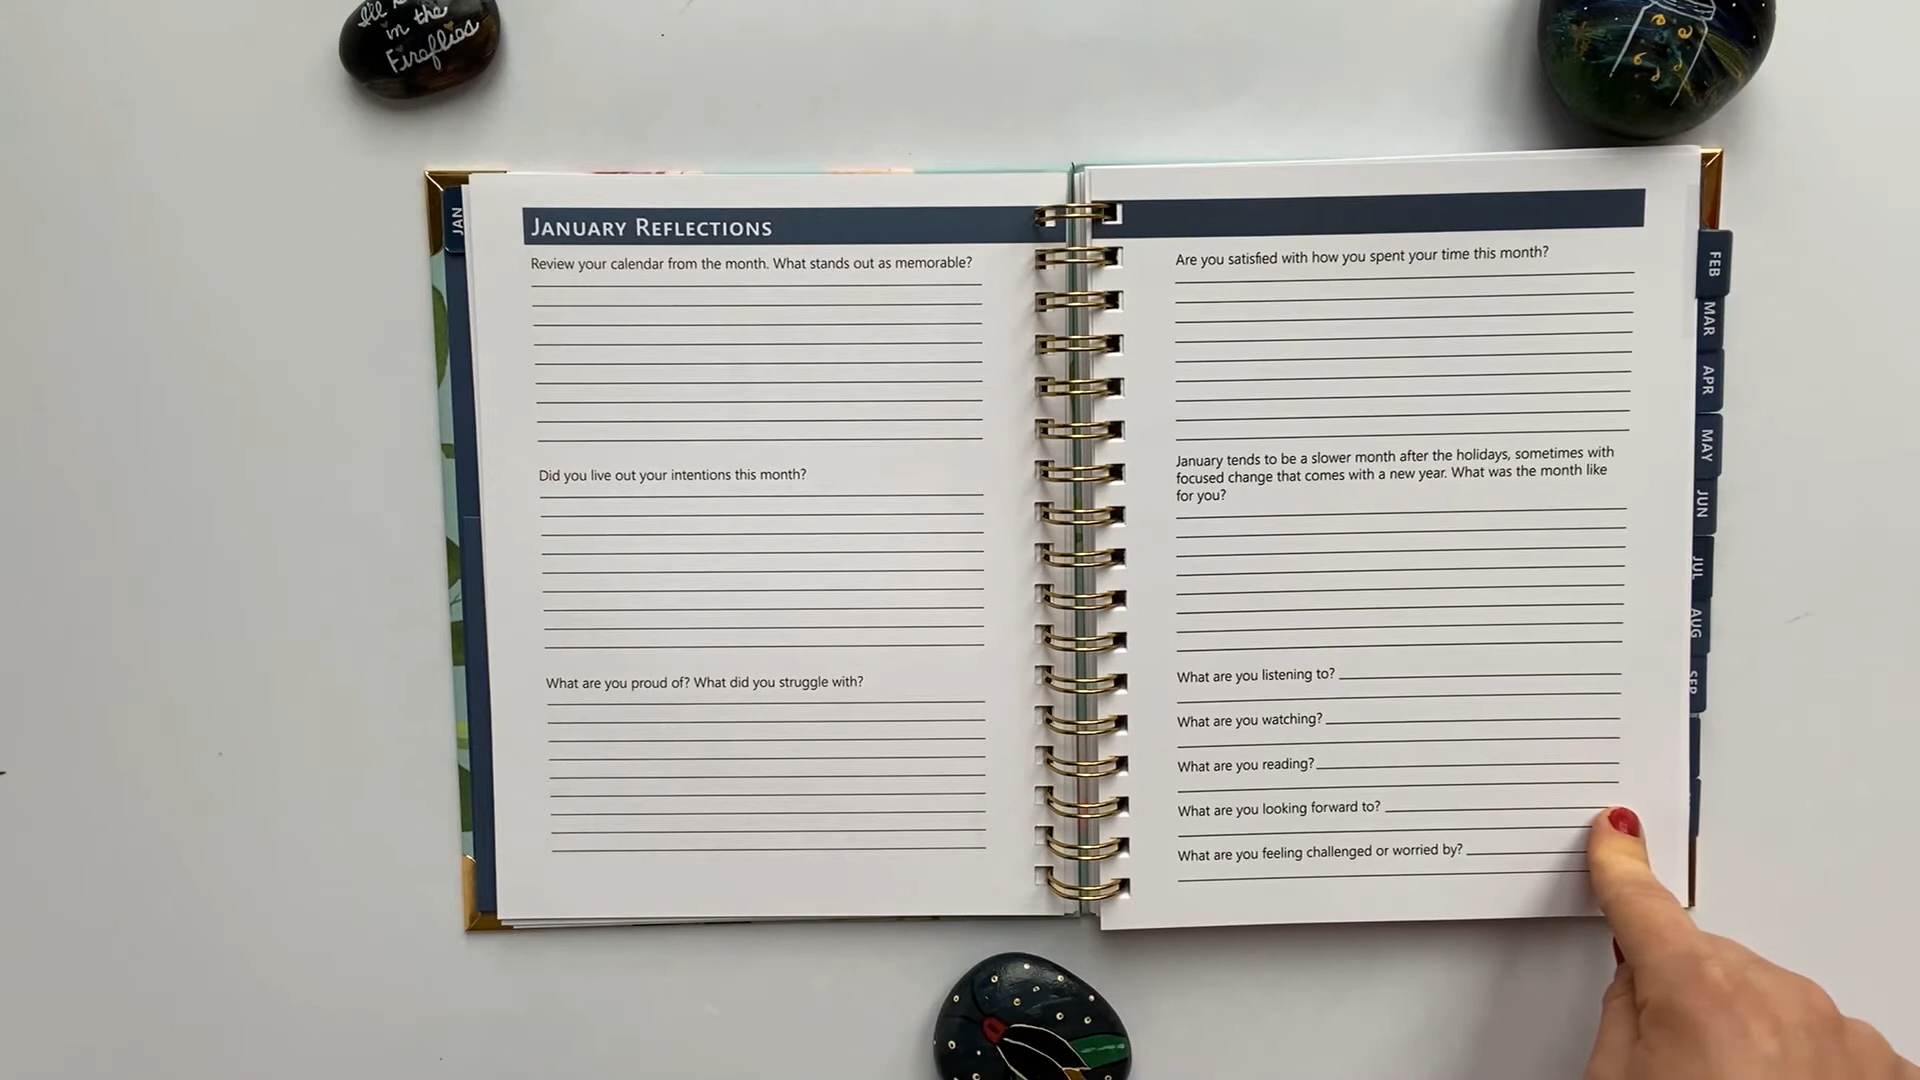 I'll
in the
Fireflies
JAN
JANUARY REFLECTIONS
Review your calendar from the month. What stands out as memorable?
Did you live out your intentions this month?
What are you proud of? What did you struggle with?
Are you satisfied with how you spent your time this month?
January tends to be a slower month after the holidays, sometimes with
focused change that comes with a new year. What was the month like
for you?
What are you listening to?
What are you watching?
What are you reading?
What are you looking forward to?
What are you feeling challenged or worried by?
FEB
MAR
APR
MAY
JUN
JUL
AUG
SEP